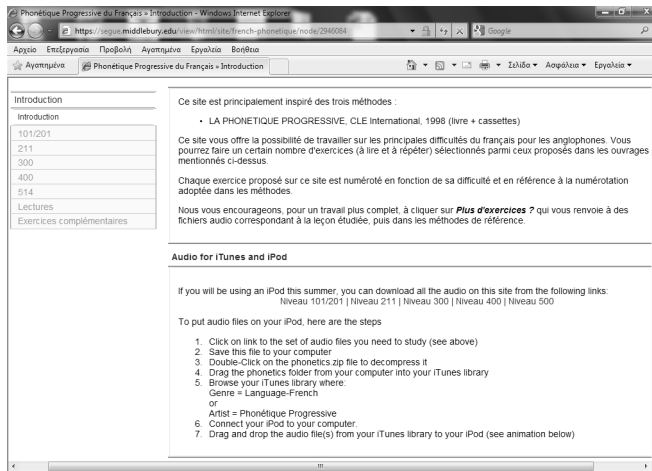 Phonétique Progressive du Français » Introduction - Windows Internet Explorer
https://segue.middlebury.edu/view/html/site/french-phonetique/node/2946084
Google
Αρχείο Επεξεργασία Προβολή Αγαπημένα Εργαλεία Βοήθεια
Αγαπημένα
Phonétique Progressive du Français » Introduction
Σελίδα Ασφάλεια Εργαλεία
Introduction
Introduction
101/201
211
300
400
514
Lectures
Exercices complémentaires
Ce site est principalement inspiré des trois méthodes :
• LA PHONETIQUE PROGRESSIVE, CLE International, 1998 (livre + cassettes)
Ce site vous offre la possibilité de travailler sur les principales difficultés du français pour les anglophones. Vous
pourrez faire un certain nombre d'exercices (à lire et à répéter) sélectionnés parmi ceux proposés dans les ouvrages
mentionnés ci-dessus.
Chaque exercice proposé sur ce site est numéroté en fonction de sa difficulté et en référence à la numérotation
adoptée dans les méthodes.
Nous vous encourageons, pour un travail plus complet, à cliquer sur Plus d'exercices ? qui vous renvoie à des
fichiers audio correspondant à la leçon étudiée, puis dans les méthodes de référence.
Audio for iTunes and iPod
If you will be using an iPod this summer, you can download all the audio on this site from the following links:
Niveau 101/201 | Niveau 211 | Niveau 300 | Niveau 400 | Niveau 500
To put audio files on your iPod, here are the steps
1. Click on link to the set of audio files you need to study (see above)
2. Save this file to your computer
3. Double-Click on the phonetics.zip file to decompress it
4. Drag the phonetics folder from your computer into your iTunes library
5. Browse your iTunes library where:
Genre = Language-French
or
Artist = Phonétique Progressive
6. Connect your iPod to your computer.
7. Drag and drop the audio file(s) from your iTunes library to your iPod (see animation below)